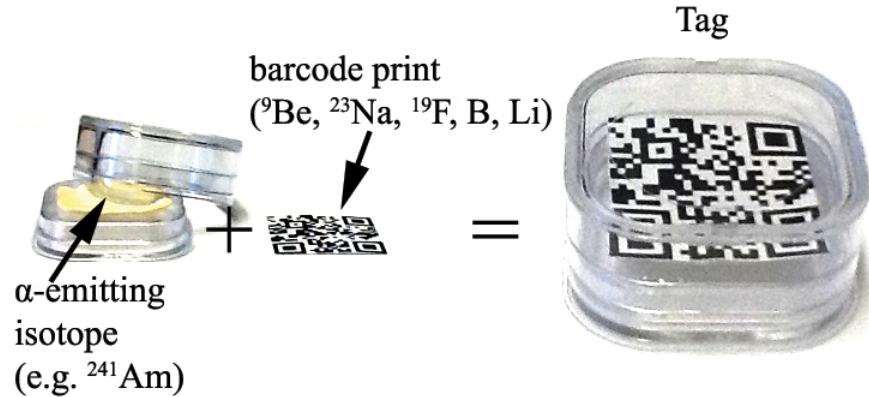 Tag
barcode print
(⁹Be, ²³Na, ¹⁹F, B, Li)
+
=
α-emitting
isotope
(e.g. ²⁴¹Am)